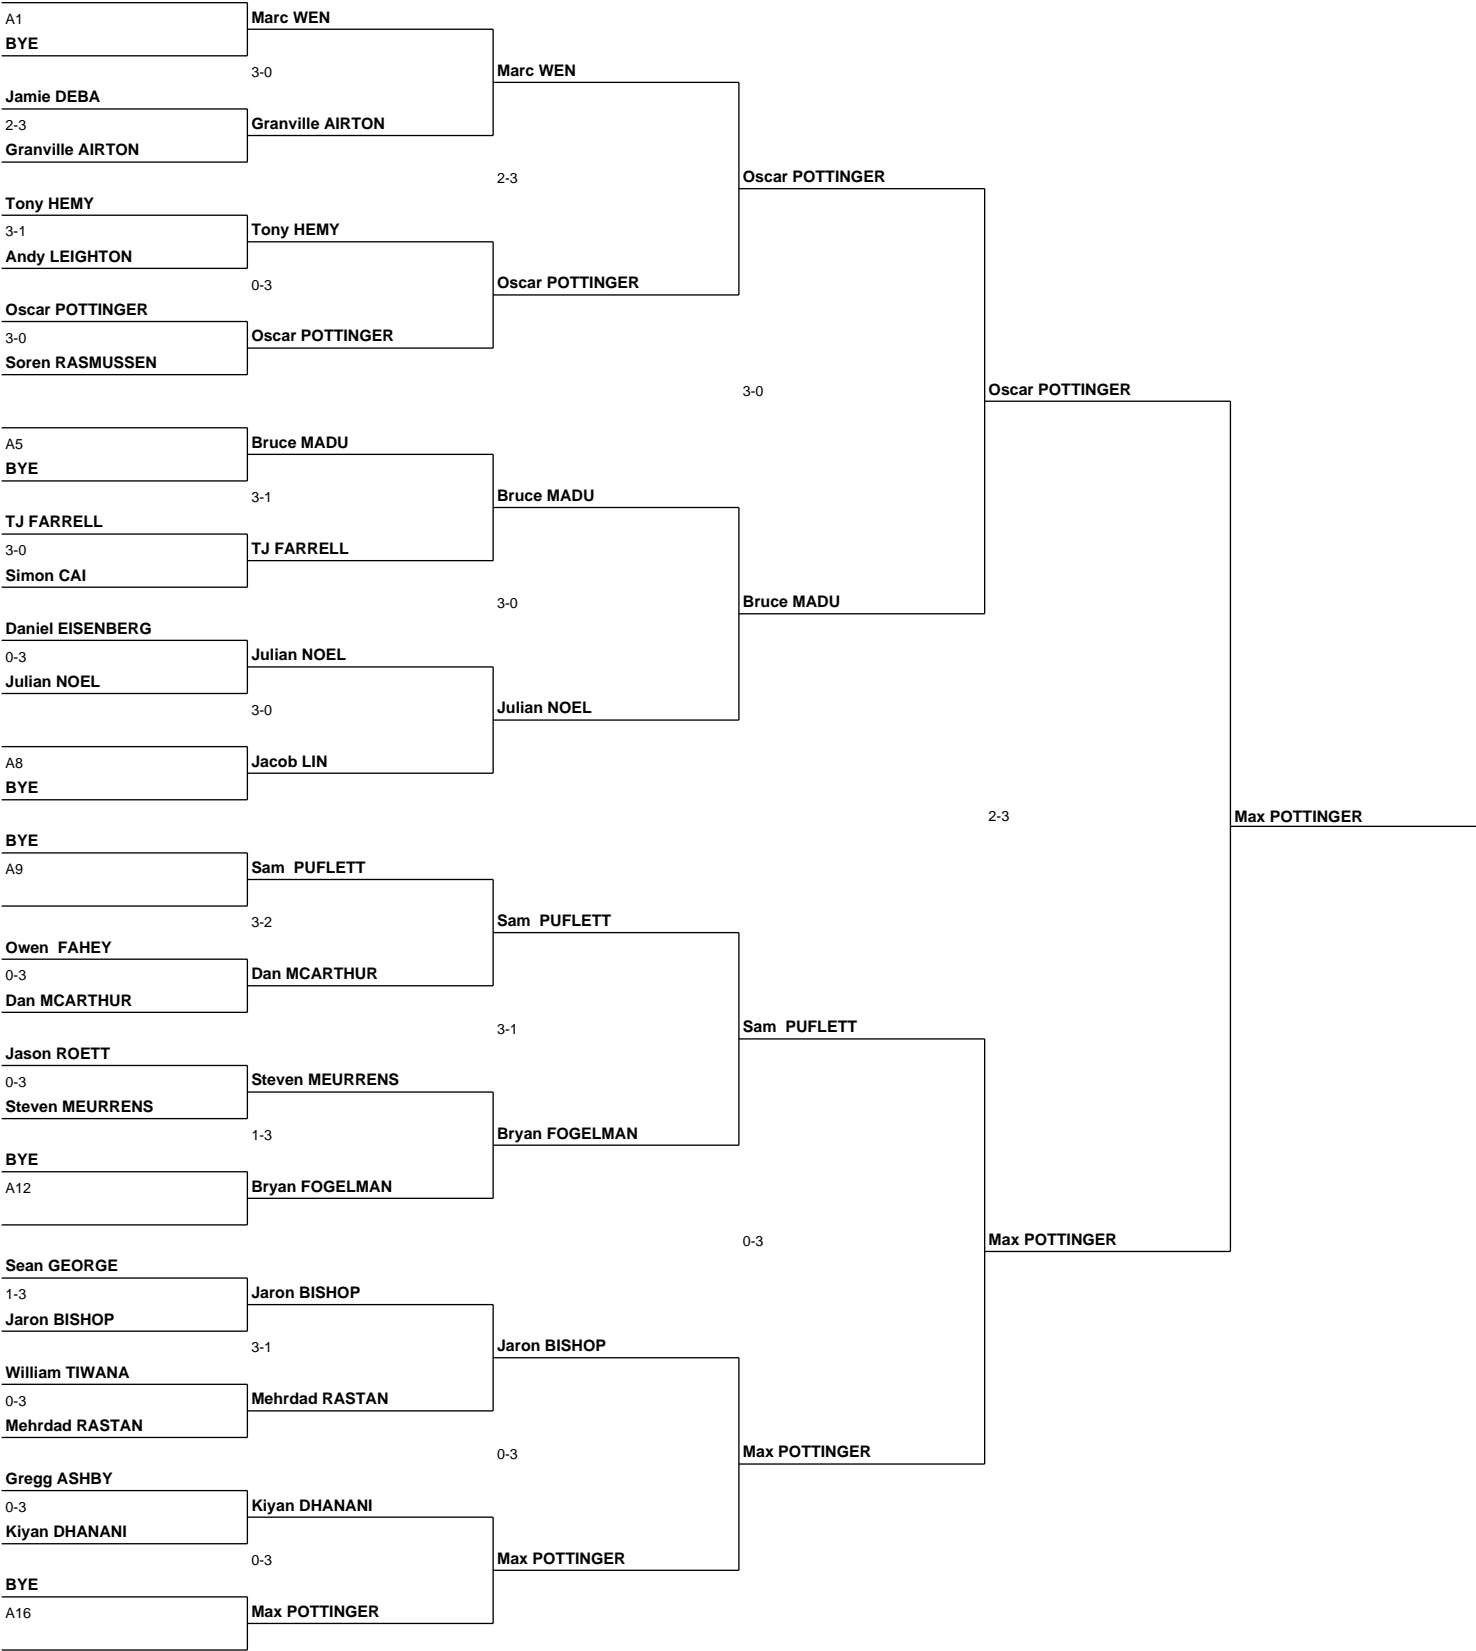 A1
BYE
Marc WEN
3-0
Marc WEN
Jamie DEBA
2-3
Granville AIRTON
Granville AIRTON
2-3
Oscar POTTINGER
Tony HEMY
3-1
Andy LEIGHTON
Tony HEMY
0-3
Oscar POTTINGER
Oscar POTTINGER
3-0
Soren RASMUSSEN
Oscar POTTINGER
3-0
Oscar POTTINGER
A5
BYE
Bruce MADU
3-1
Bruce MADU
TJ FARRELL
3-0
Simon CAI
TJ FARRELL
3-0
Bruce MADU
Daniel EISENBERG
0-3
Julian NOEL
Julian NOEL
3-0
Julian NOEL
A8
BYE
Jacob LIN
2-3
Max POTTINGER
BYE
A9
Sam  PUFLETT
3-2
Sam  PUFLETT
Owen  FAHEY
0-3
Dan MCARTHUR
Dan MCARTHUR
3-1
Sam  PUFLETT
Jason ROETT
0-3
Steven MEURRENS
Steven MEURRENS
1-3
Bryan FOGELMAN
BYE
A12
Bryan FOGELMAN
0-3
Max POTTINGER
Sean GEORGE
1-3
Jaron BISHOP
Jaron BISHOP
3-1
Jaron BISHOP
William TIWANA
0-3
Mehrdad RASTAN
Mehrdad RASTAN
0-3
Max POTTINGER
Gregg ASHBY
0-3
Kiyan DHANANI
Kiyan DHANANI
0-3
Max POTTINGER
BYE
A16
Max POTTINGER